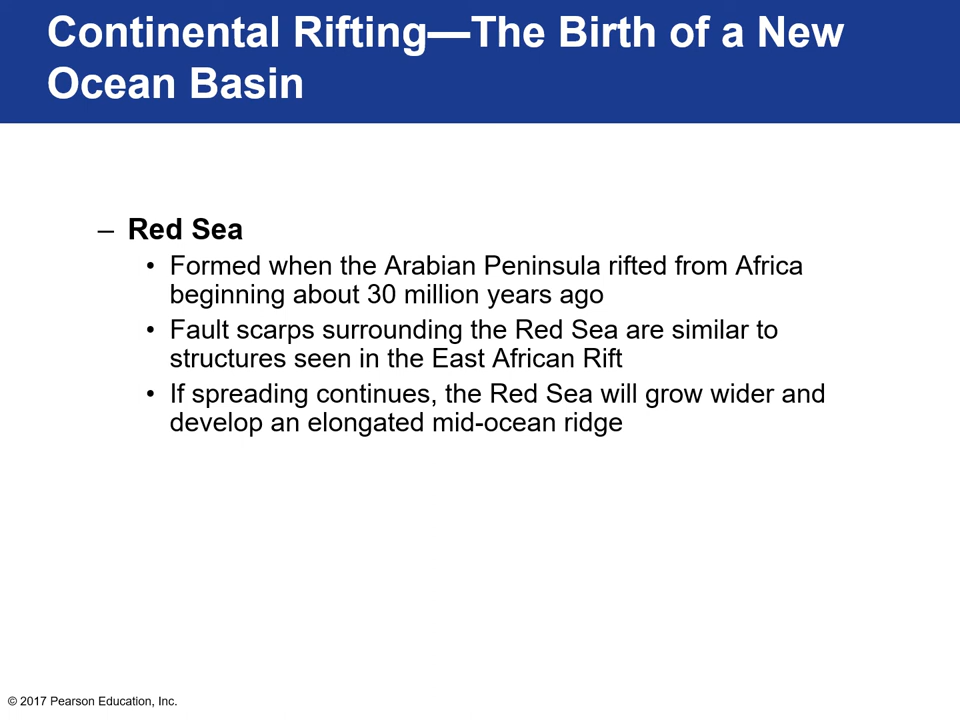 Continental Rifting—The Birth of a New
Ocean Basin
– Red Sea
• Formed when the Arabian Peninsula rifted from Africa
beginning about 30 million years ago
• Fault scarps surrounding the Red Sea are similar to
structures seen in the East African Rift
• If spreading continues, the Red Sea will grow wider and
develop an elongated mid-ocean ridge
© 2017 Pearson Education, Inc.